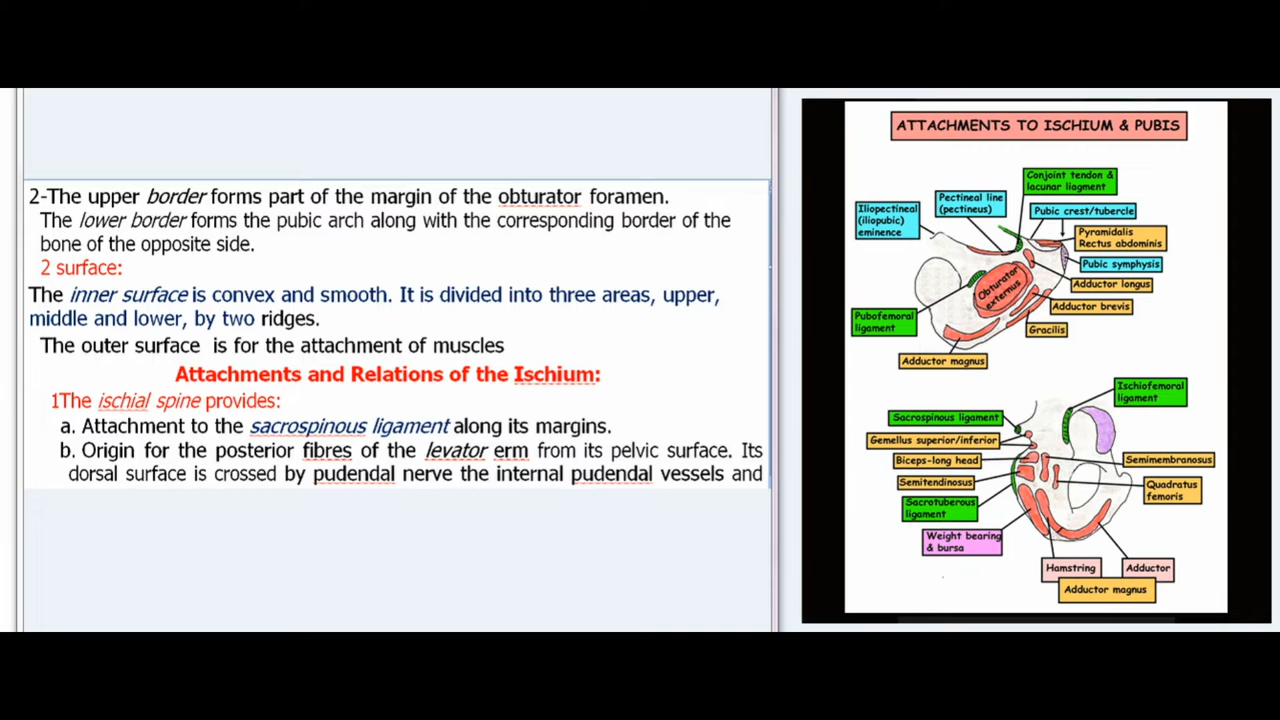 2-The upper border forms part of the margin of the obturator foramen.
The lower border forms the pubic arch along with the corresponding border of the
bone of the opposite side.
2 surface:
The inner surface is convex and smooth. It is divided into three areas, upper,
middle and lower, by two ridges.
The outer surface is for the attachment of muscles
Attachments and Relations of the Ischium:
1The ischial spine provides:
a. Attachment to the sacrospinous ligament along its margins.
b. Origin for the posterior fibres of the levator erm from its pelvic surface. Its
dorsal surface is crossed by pudendal nerve the internal pudendal vessels and
ATTACHMENTS TO ISCHIUM & PUBIS
Conjoint tendon &
lacunar liagment
Pectineal line
(pectineus)
Iliopectineal
(iliopubic)
eminence
Pubic crest/tubercle
Pyramidalis
Rectus abdominis
Pubic symphysis
Obturator
externus
Adductor longus
Adductor brevis
Pubofemoral
ligament
Gracilis
Adductor magnus
Ischiofemoral
ligament
Sacrospinous ligament
Gemellus superior/inferior
Biceps-long head
Semimembranosus
Semitendinosus
Quadratus
femoris
Sacrotuberous
ligament
Weight bearing
& bursa
Hamstring
Adductor
Adductor magnus